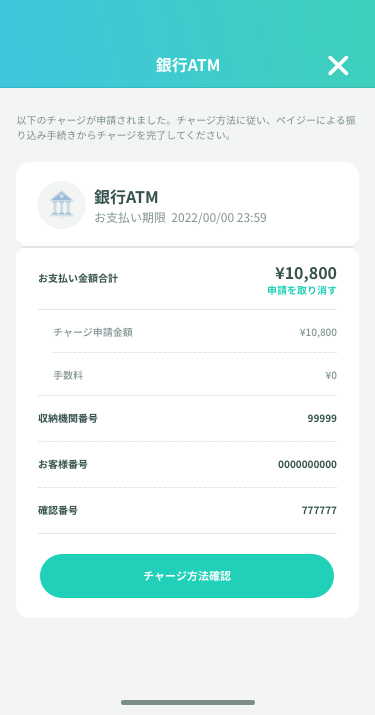 銀行ATM
以下のチャージが申請されました。チャージ方法に従い、ペイジーによる振
り込み手続きからチャージを完了してください。
銀行ATM
お支払い期限 2022/00/00 23:59
お支払い金額合計
¥10,800
申請を取り消す
チャージ申請金額 ¥10,800
手数料 ¥0
収納機関番号 99999
お客様番号 0000000000
確認番号 777777
チャージ方法確認